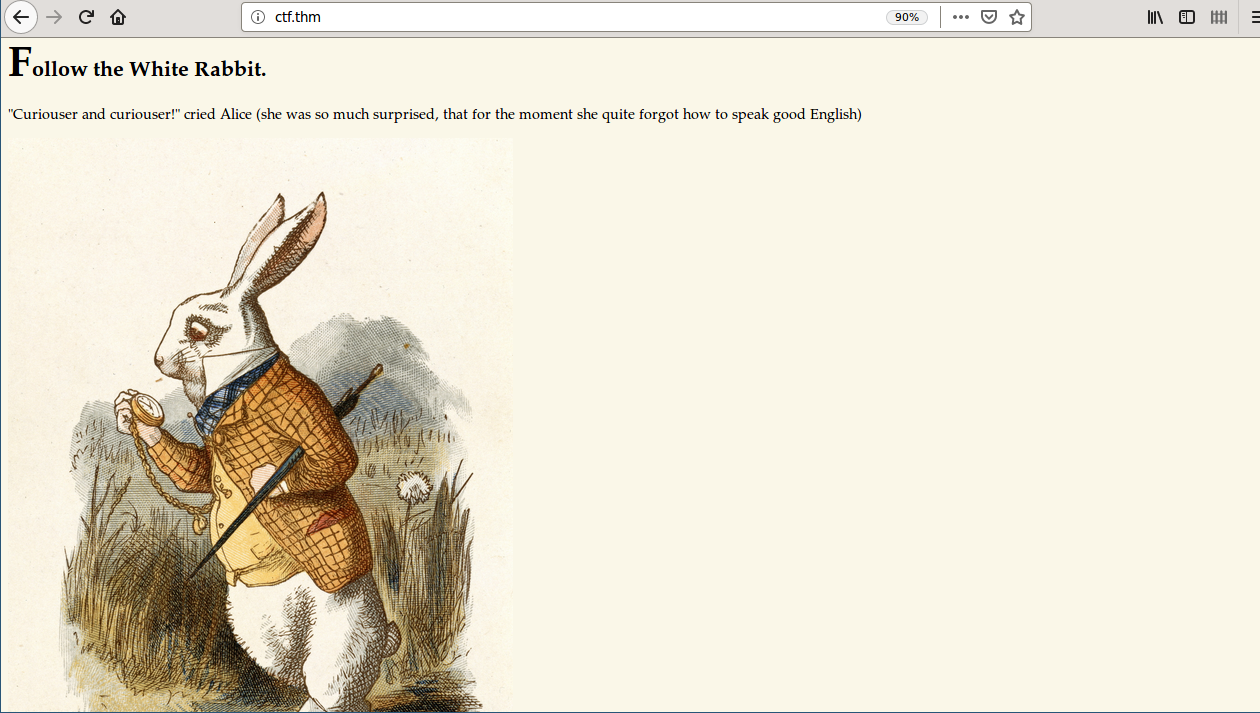 ctf.thm
90%
Follow the White Rabbit.
"Curiouser and curiouser!" cried Alice (she was so much surprised, that for the moment she quite forgot how to speak good English)